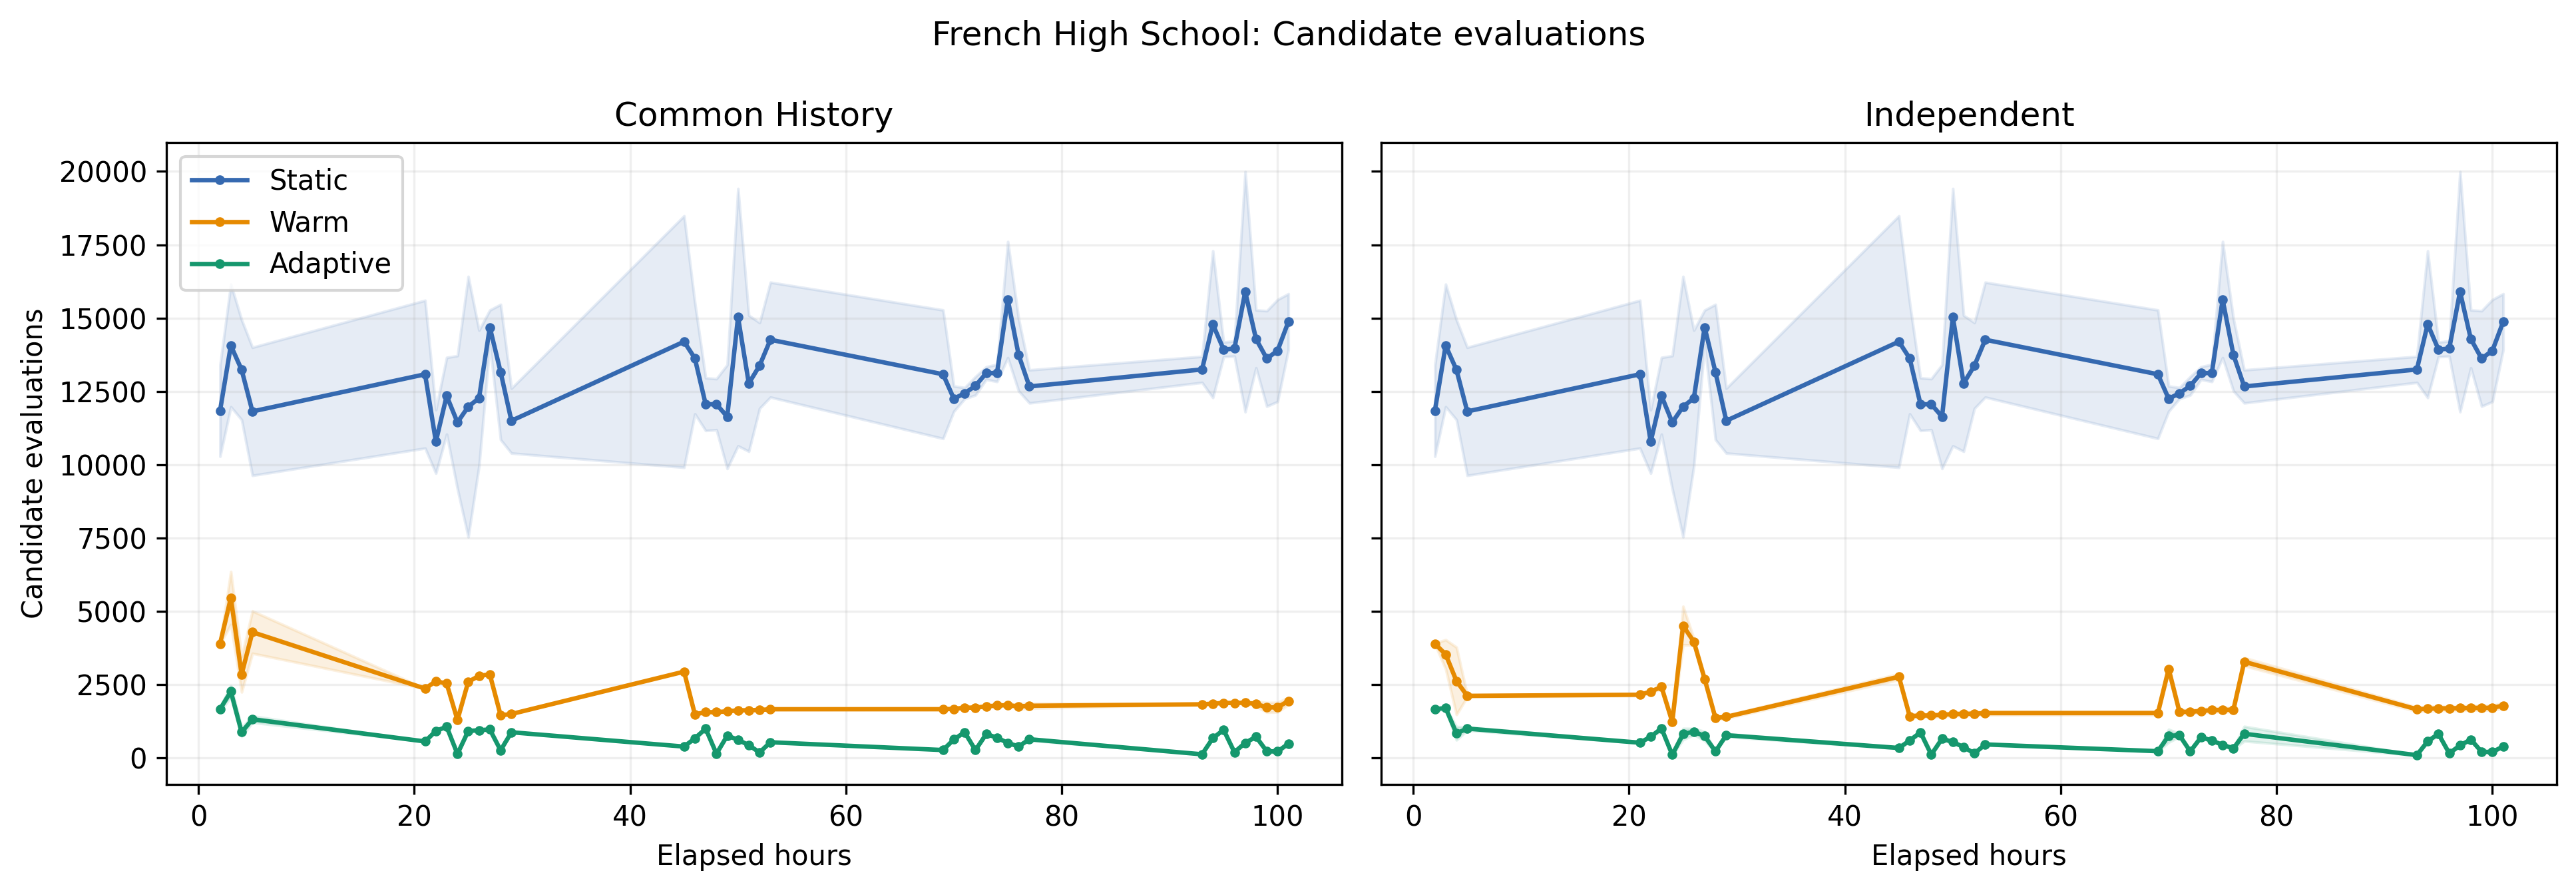 French High School: Candidate evaluations
Common History
Independent
Static
Warm
Adaptive
Candidate evaluations
20000
17500
15000
12500
10000
7500
5000
2500
0
0 20 40 60 80 100
0 20 40 60 80 100
Elapsed hours
Elapsed hours